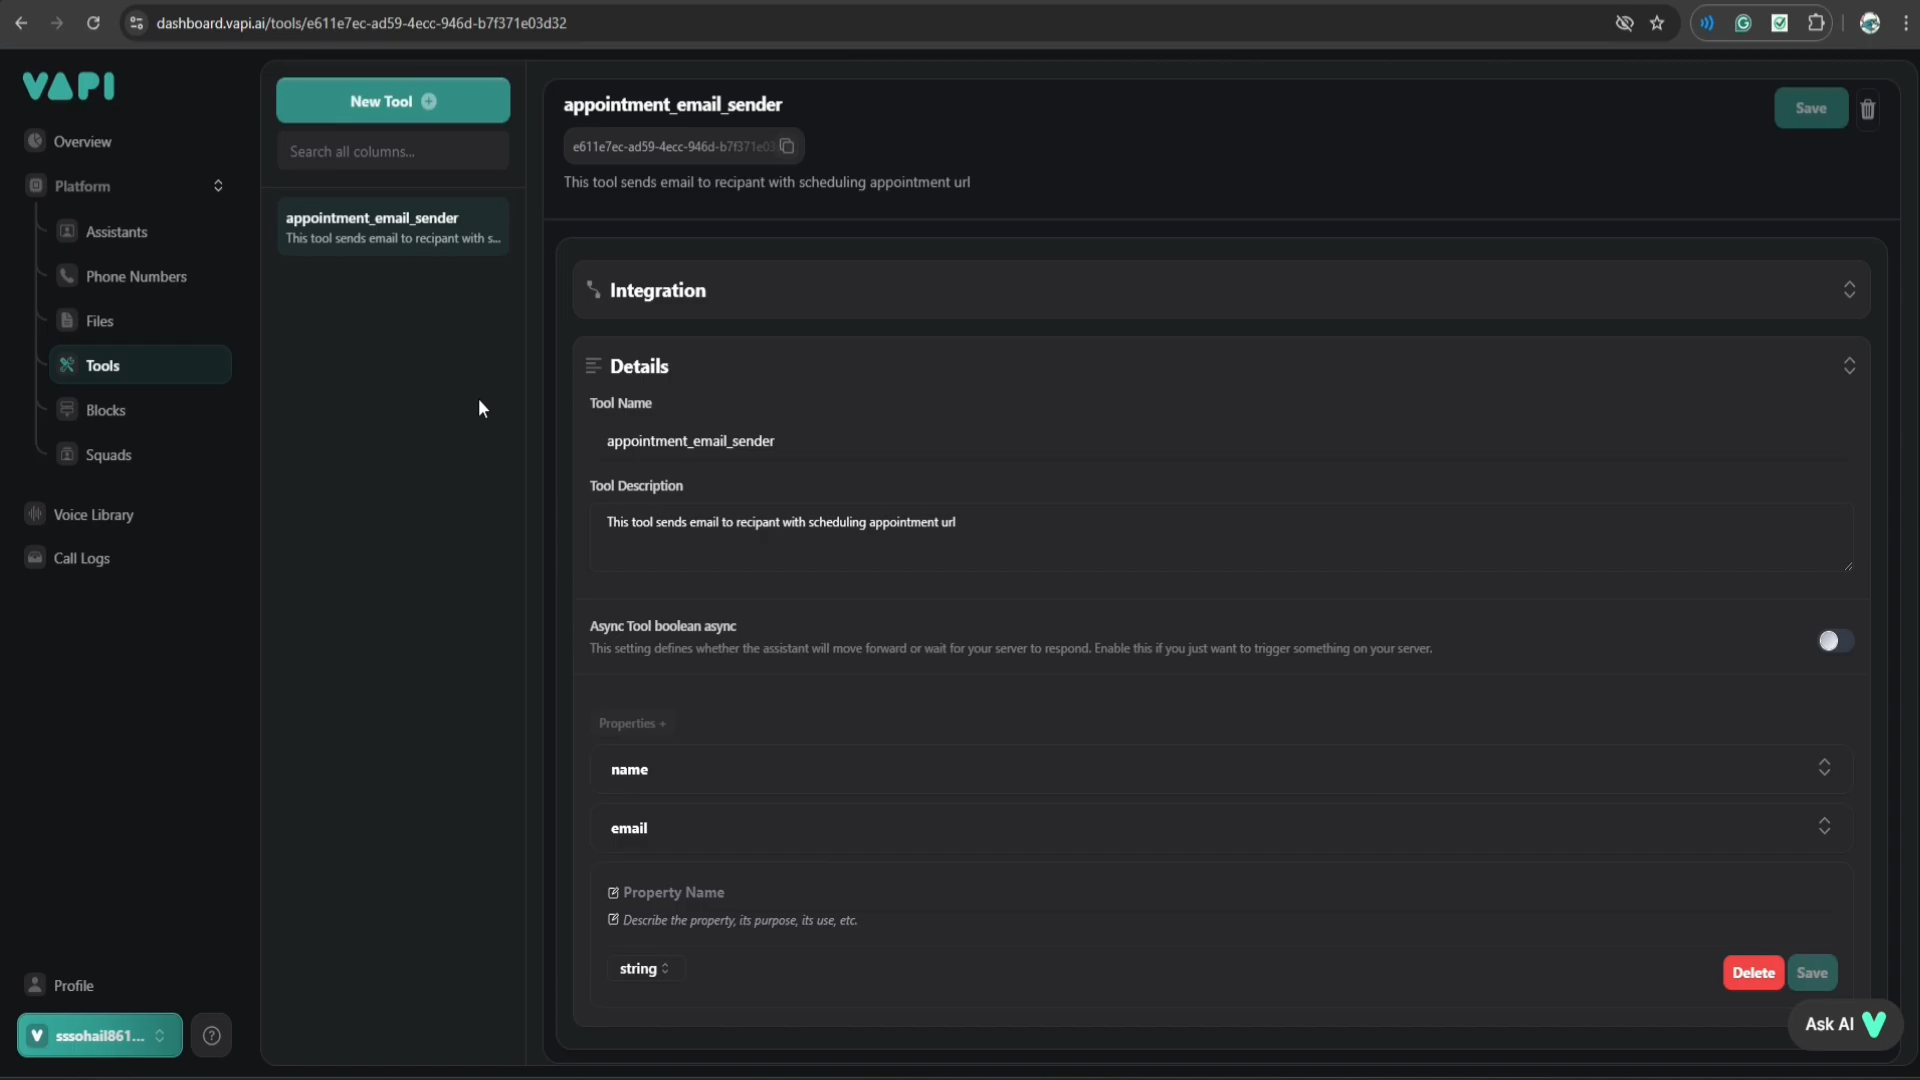 dashboard.vapi.ai/tools/e611e7ec-ad59-4ecc-946d-b7f371e03d32
VAPI
Overview
Platform
Assistants
Phone Numbers
Files
Tools
Blocks
Squads
Voice Library
Call Logs
Profile
sssohail861...
New Tool
Search all columns...
appointment_email_sender
This tool sends email to recipant with s...
appointment_email_sender
Save
e611e7ec-ad59-4ecc-946d-b7f371e03
This tool sends email to recipant with scheduling appointment url
Integration
Details
Tool Name
appointment_email_sender
Tool Description
This tool sends email to recipant with scheduling appointment url
Async Tool boolean async
This setting defines whether the assistant will move forward or wait for your server to respond. Enable this if you just want to trigger something on your server.
Properties +
name
email
Property Name
Describe the property, its purpose, its use, etc.
string
Delete
Save
Ask AI